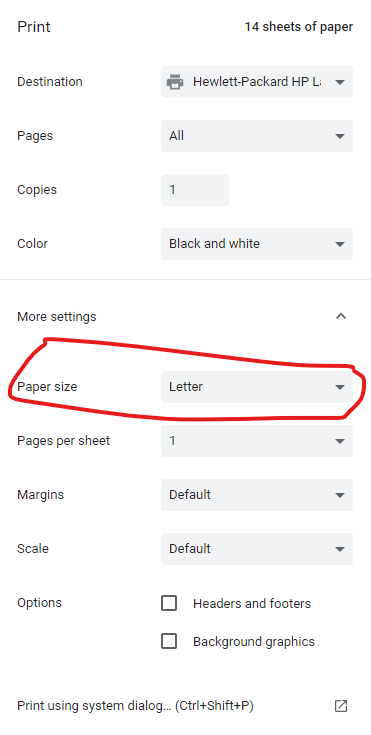 Print 14 sheets of paper
Destination Hewlett-Packard HP La
Pages All
Copies 1
Color Black and white
More settings
Paper size Letter
Pages per sheet 1
Margins Default
Scale Default
Options Headers and footers
Background graphics
Print using system dialog... (Ctrl+Shift+P)